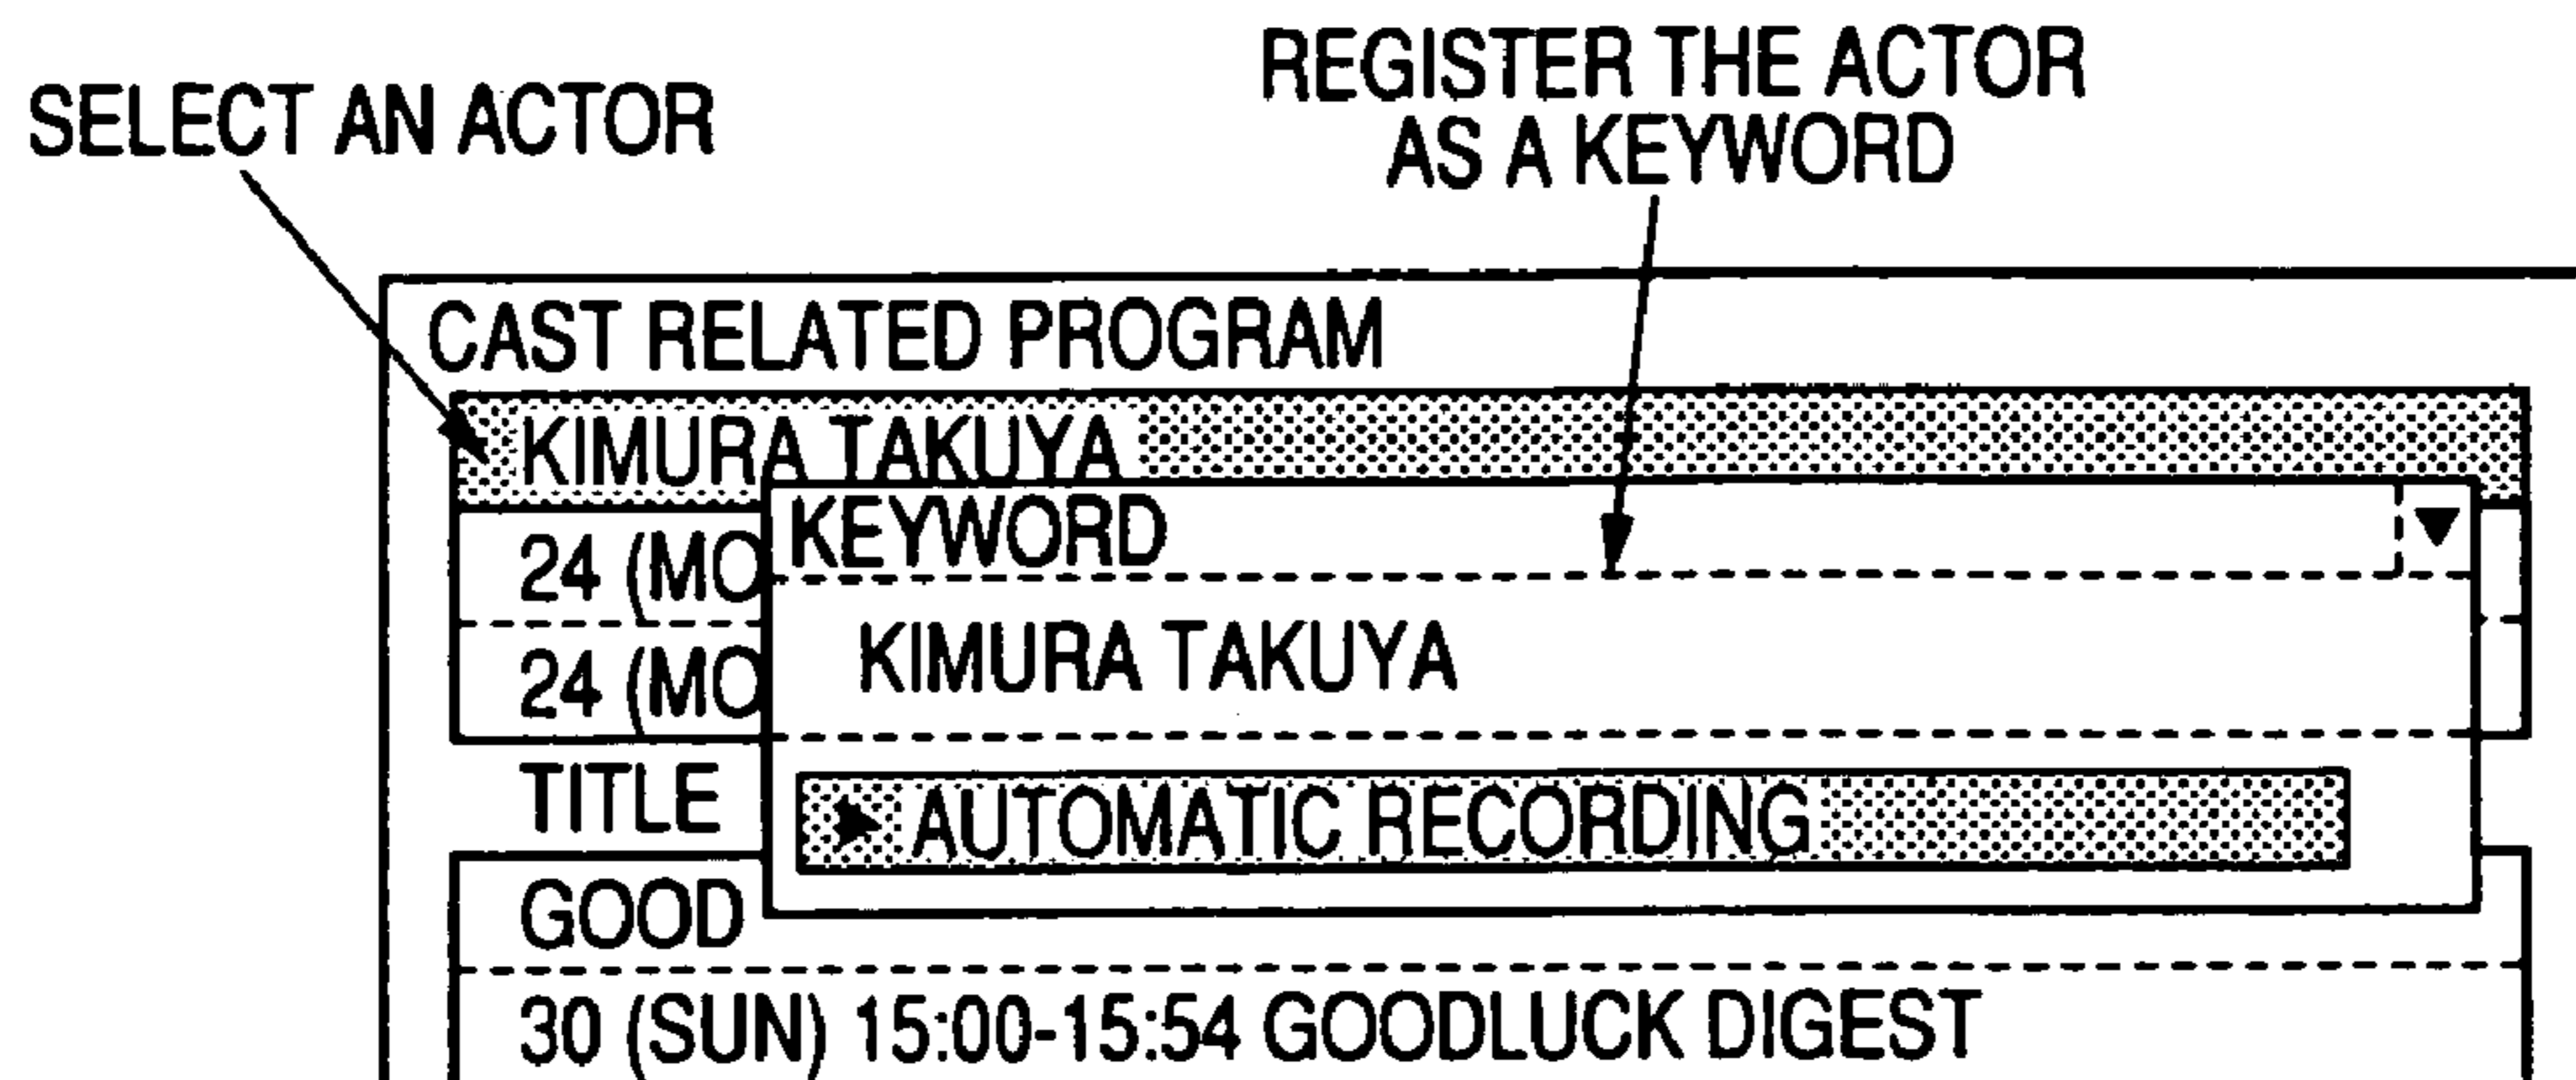 SELECT AN ACTOR
REGISTER THE ACTOR
AS A KEYWORD
CAST RELATED PROGRAM
KIMURA TAKUYA
KEYWORD
24 (MO
KIMURA TAKUYA
24 (MO
TITLE
AUTOMATIC RECORDING
GOOD
30 (SUN) 15:00-15:54 GOODLUCK DIGEST